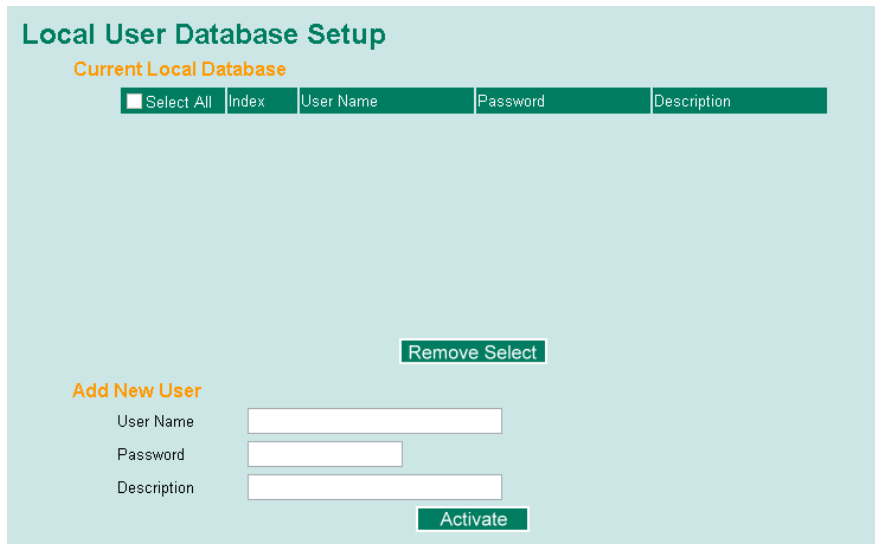 Local User Database Setup
Current Local Database
Select All Index User Name Password Description
Remove Select
Add New User
User Name
Password
Description
Activate